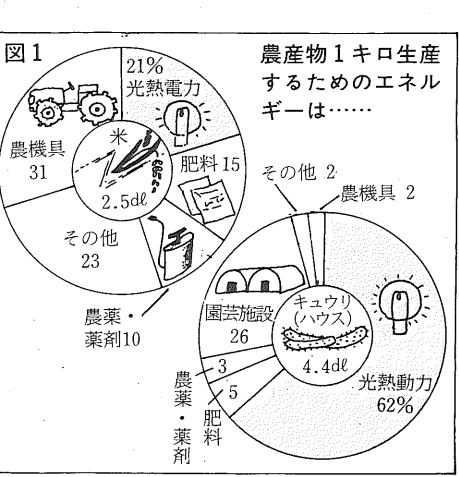 図1
農産物1キロ生産
するためのエネル
ギーは……
21%
光熱電力
米
2.5dℓ
肥料15
農機具
31
その他
23
農薬・
薬剤10
その他 2
農機具 2
園芸施設
26
キュウリ
(ハウス)
4.4dℓ
光熱動力
62%
3
5
農薬・薬剤
肥料